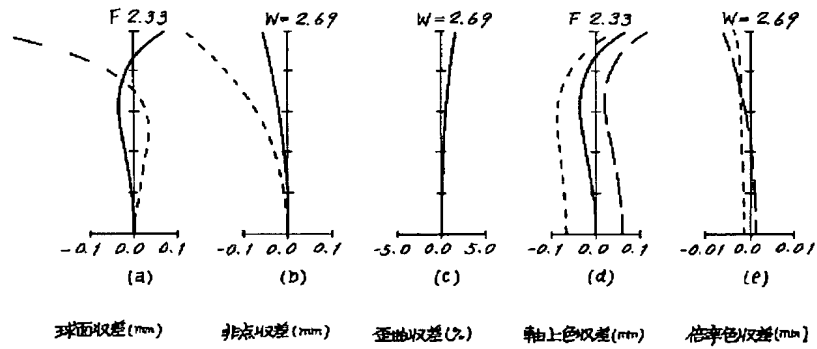 F 2.33 W=2.69 W=2.69 F 2.33 W=2.69
-0.1 0.0 0.1 -0.1 0.0 0.1 -5.0 0.0 5.0 -0.1 0.0 0.1 -0.01 0.0 0.01
(a) (b) (c) (d) (e)
球面収差(mm) 非点収差(mm) 歪曲収差(%) 軸上色収差(mm) 倍率色収差(mm)